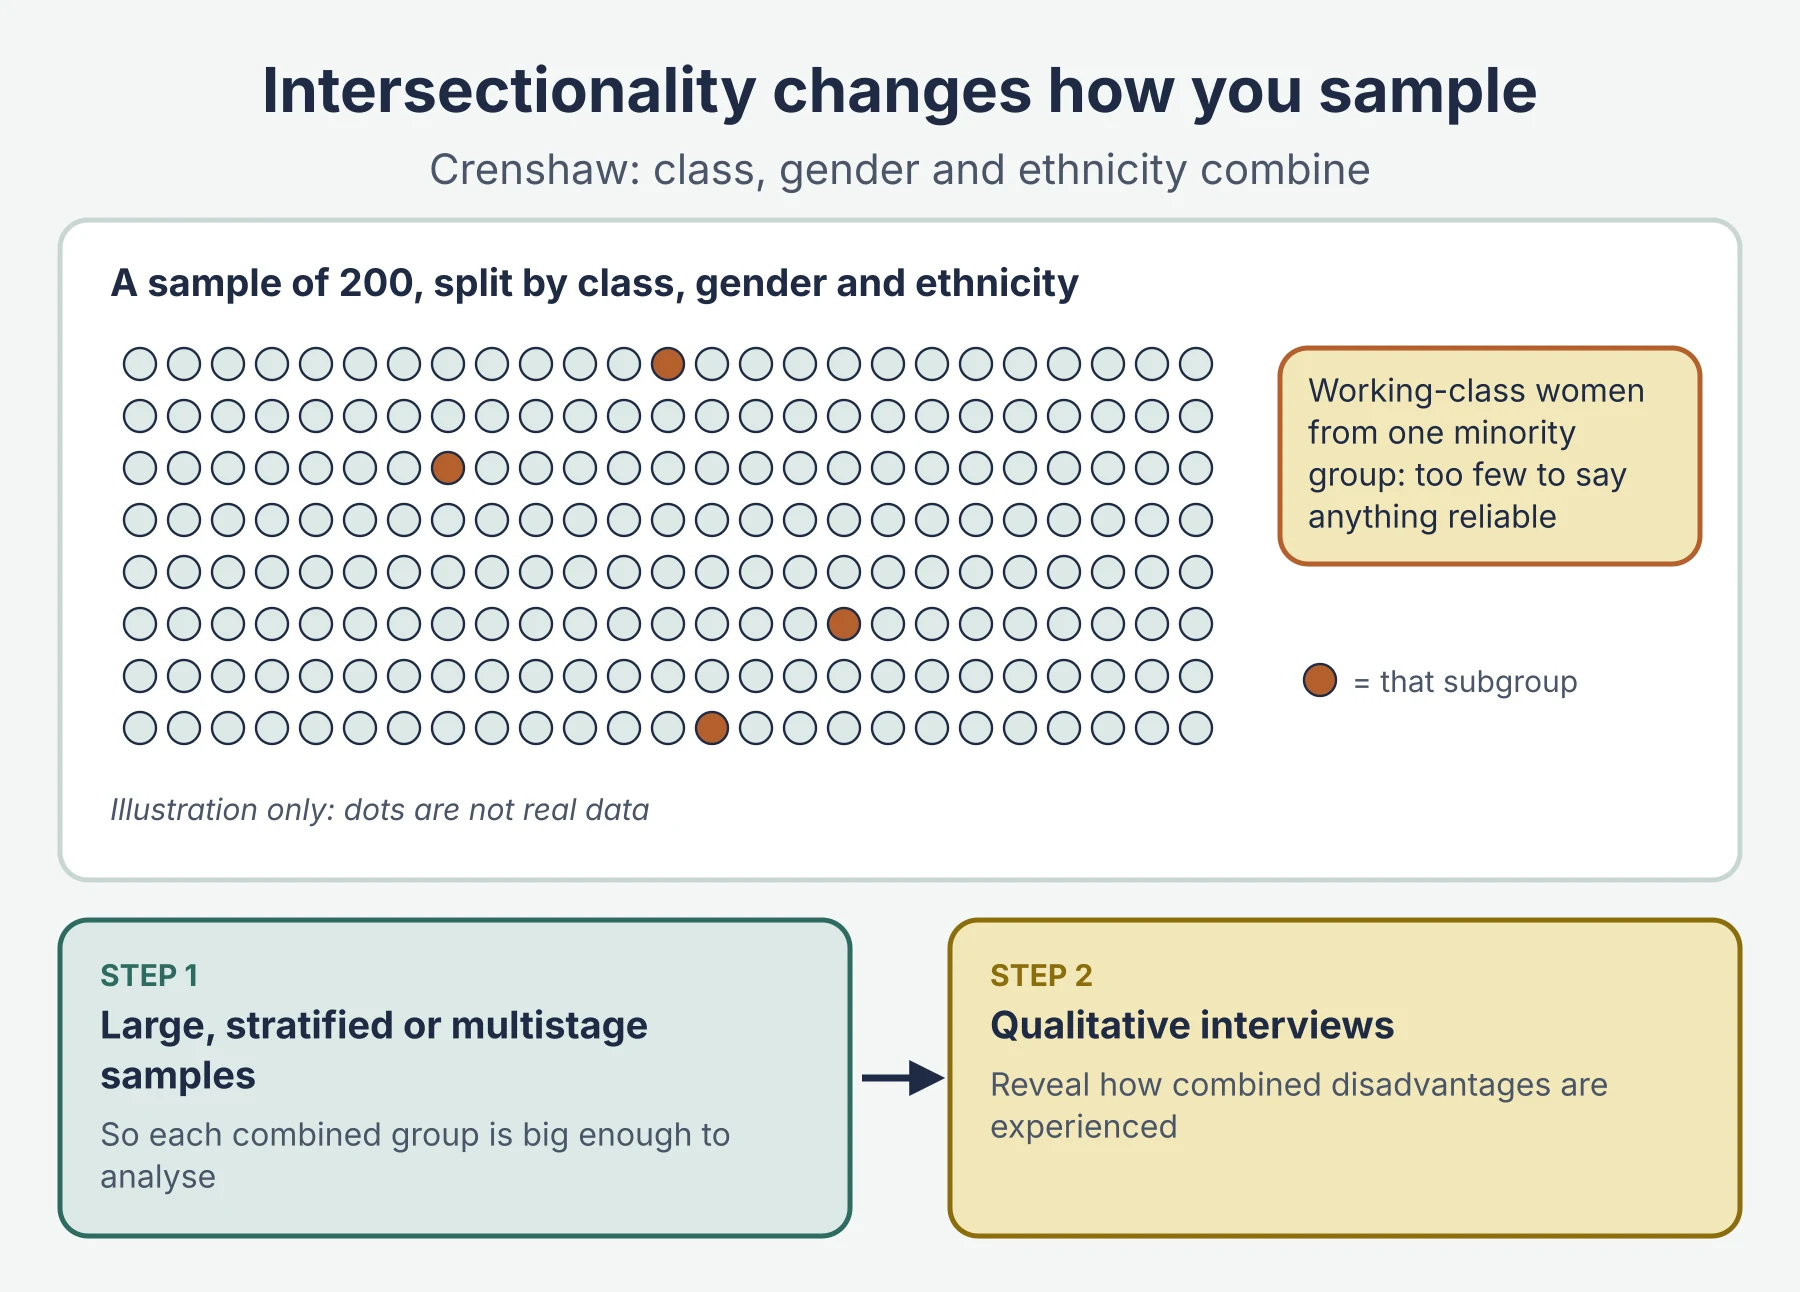 Intersectionality changes how you sample
Crenshaw: class, gender and ethnicity combine
A sample of 200, split by class, gender and ethnicity
Working-class women
from one minority
group: too few to say
anything reliable
= that subgroup
Illustration only: dots are not real data
STEP 1
Large, stratified or multistage
samples
So each combined group is big enough to
analyse
STEP 2
Qualitative interviews
Reveal how combined disadvantages are
experienced